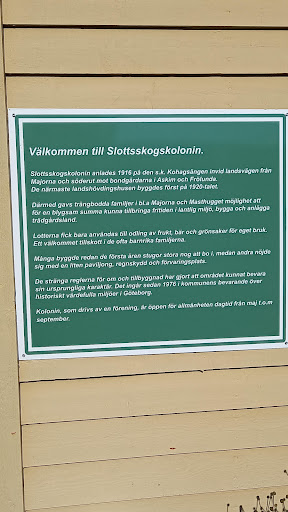 Välkommen till Slottsskogskolonin.
Slottsskogskolonin anlades 1916 på den s.k. Kohagsängen invid landsvägen från
Majorna och söderut mot bondgårdarna i Askim och Frölunda.
De närmaste landshövdingshusen byggdes först på 1920-talet.
Därmed gavs trångbodda familjer i bl.a Majorna och Masthugget möjlighet att
för en blygsam summa kunna tillbringa fritiden i lantlig miljö, bygga och anlägga
trädgårdsland.
Lotterna fick bara användas till odling av frukt, bär och grönsaker för eget bruk.
Ett välkommet tillskott i de ofta barnrika familjerna.
Många byggde redan de första åren stugor stora nog att bo i, medan andra nöjde
sig med en liten paviljong, regnskydd och förvaringsplats.
De stränga reglerna för om och tillbyggnad har gjort att området kunnat bevara
sin ursprungliga karaktär. Det ingår sedan 1976 i kommunens bevarande över
historiskt värdefulla miljöer i Göteborg.
Kolonin, som drivs av en förening, är öppen för allmänheten dagtid från maj t.o.m
september.